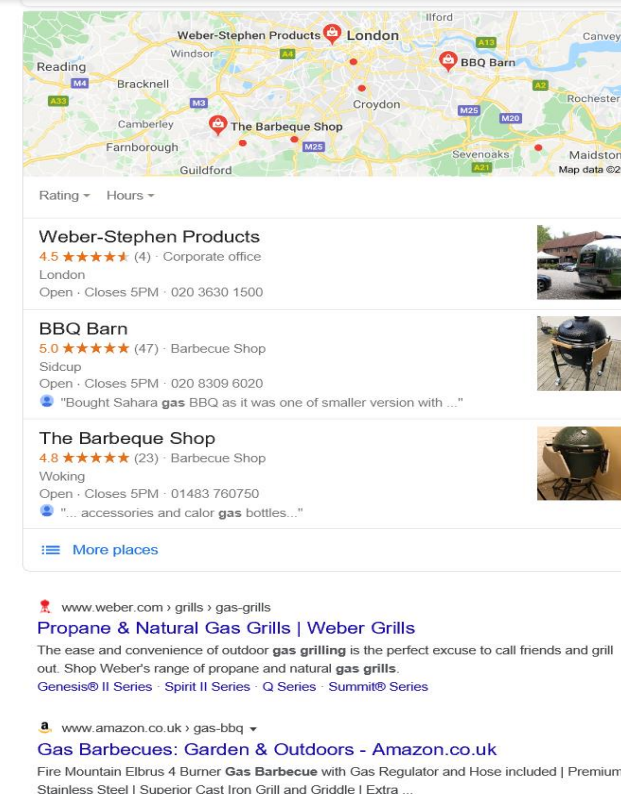 Ilford
Weber-Stephen Products London
A13
Canvey
Windsor
A4
Reading
BBQ Barn
M4
Bracknell
A2
A33
M3
Rochester
Croydon
M25
Camberley
The Barbeque Shop
M20
Farnborough
M25
Sevenoaks
Maidston
A21
Guildford
Map data ©2
Rating Hours
Weber-Stephen Products
4.5 (4) · Corporate office
London
Open · Closes 5PM · 020 3630 1500
BBQ Barn
5.0 (47) · Barbecue Shop
Sidcup
Open · Closes 5PM · 020 8309 6020
"Bought Sahara gas BBQ as it was one of smaller version with ..."
The Barbeque Shop
4.8 (23) · Barbecue Shop
Woking
Open · Closes 5PM · 01483 760750
"... accessories and calor gas bottles..."
More places
www.weber.com › grills › gas-grills
Propane & Natural Gas Grills | Weber Grills
The ease and convenience of outdoor gas grilling is the perfect excuse to call friends and grill
out. Shop Weber's range of propane and natural gas grills.
Genesis® II Series · Spirit II Series · Q Series · Summit® Series
a www.amazon.co.uk › gas-bbq
Gas Barbecues: Garden & Outdoors - Amazon.co.uk
Fire Mountain Elbrus 4 Burner Gas Barbecue with Gas Regulator and Hose included | Premium
Stainless Steel | Superior Cast Iron Grill and Griddle | Extra ...